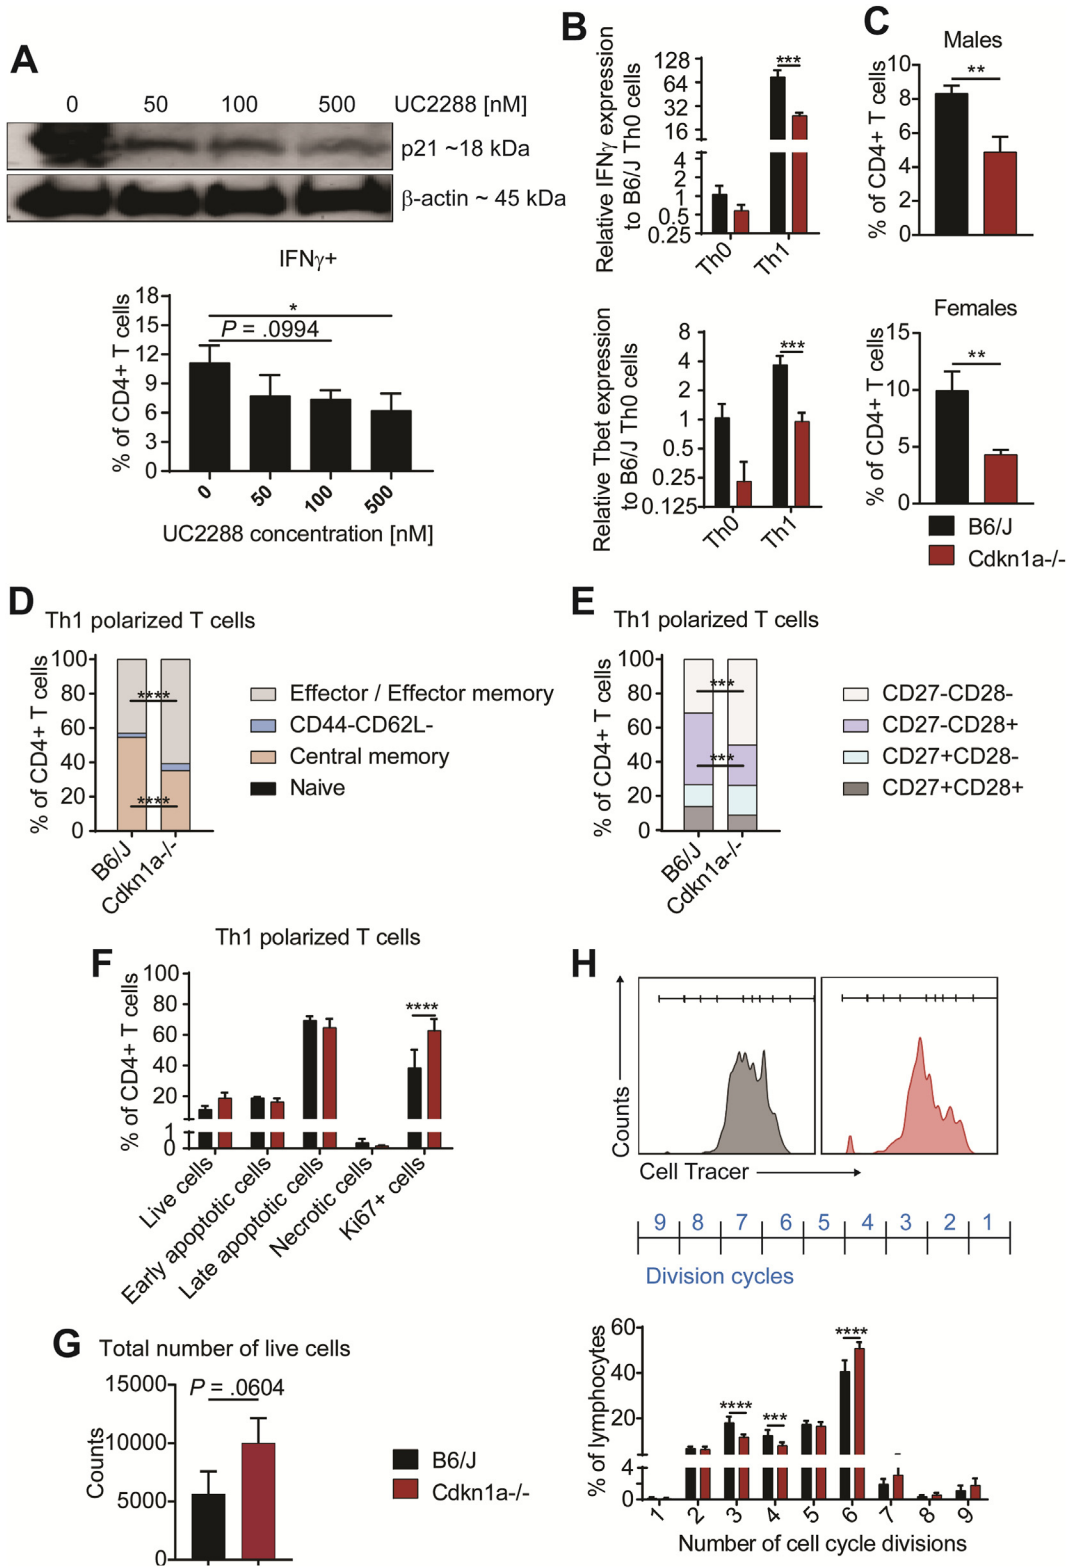 A
0 50 100 500 UC2288 [nM]
p21 ~18 kDa
β-actin ~ 45 kDa
IFNγ+
% of CD4+ T cells
18
15
12
9
6
3
0
*
P = .0994
0 50 100 500
UC2288 concentration [nM]
B
Relative IFNγ expression
to B6/J Th0 cells
128
64
32
16
4
2
1
0.5
0.25
***
Th0 Th1
Relative Tbet expression
to B6/J Th0 cells
8
4
2
1
0.5
0.25
0.125
***
Th0 Th1
C
Males
% of CD4+ T cells
10
8
6
4
2
0
**
Females
% of CD4+ T cells
15
10
5
0
**
B6/J
Cdkn1a-/-
D
Th1 polarized T cells
% of CD4+ T cells
100
80
60
40
20
0
****
****
B6/J Cdkn1a-/-
Effector / Effector memory
CD44-CD62L-
Central memory
Naive
E
Th1 polarized T cells
% of CD4+ T cells
100
80
60
40
20
0
***
***
B6/J Cdkn1a-/-
CD27-CD28-
CD27-CD28+
CD27+CD28-
CD27+CD28+
F
Th1 polarized T cells
% of CD4+ T cells
100
80
60
40
20
1
0
****
Live cells
Early apoptotic cells
Late apoptotic cells
Necrotic cells
Ki67+ cells
G
Total number of live cells
Counts
15000
10000
5000
0
P = .0604
B6/J
Cdkn1a-/-
H
Counts
Cell Tracer
9 8 7 6 5 4 3 2 1
Division cycles
% of lymphocytes
60
40
20
4
0
****
***
****
1 2 3 4 5 6 7 8 9
Number of cell cycle divisions